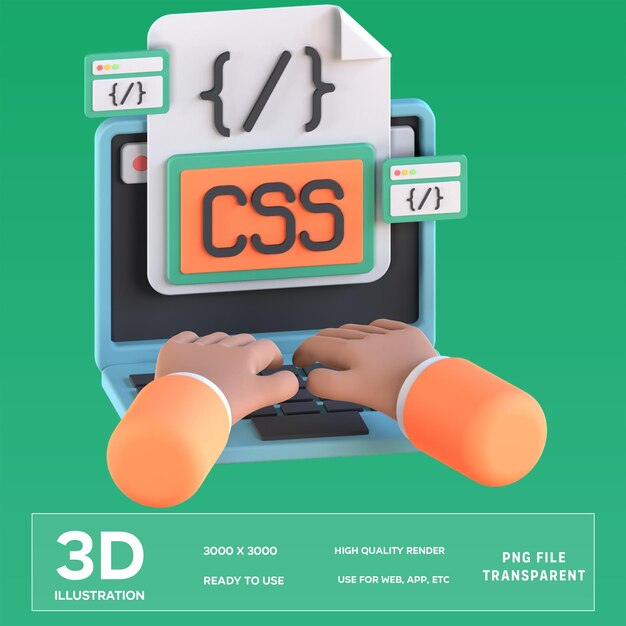 {/}
{/}
{/}
CSS
3D
ILLUSTRATION
3000 X 3000
READY TO USE
HIGH QUALITY RENDER
USE FOR WEB, APP, ETC
PNG FILE
TRANSPARENT